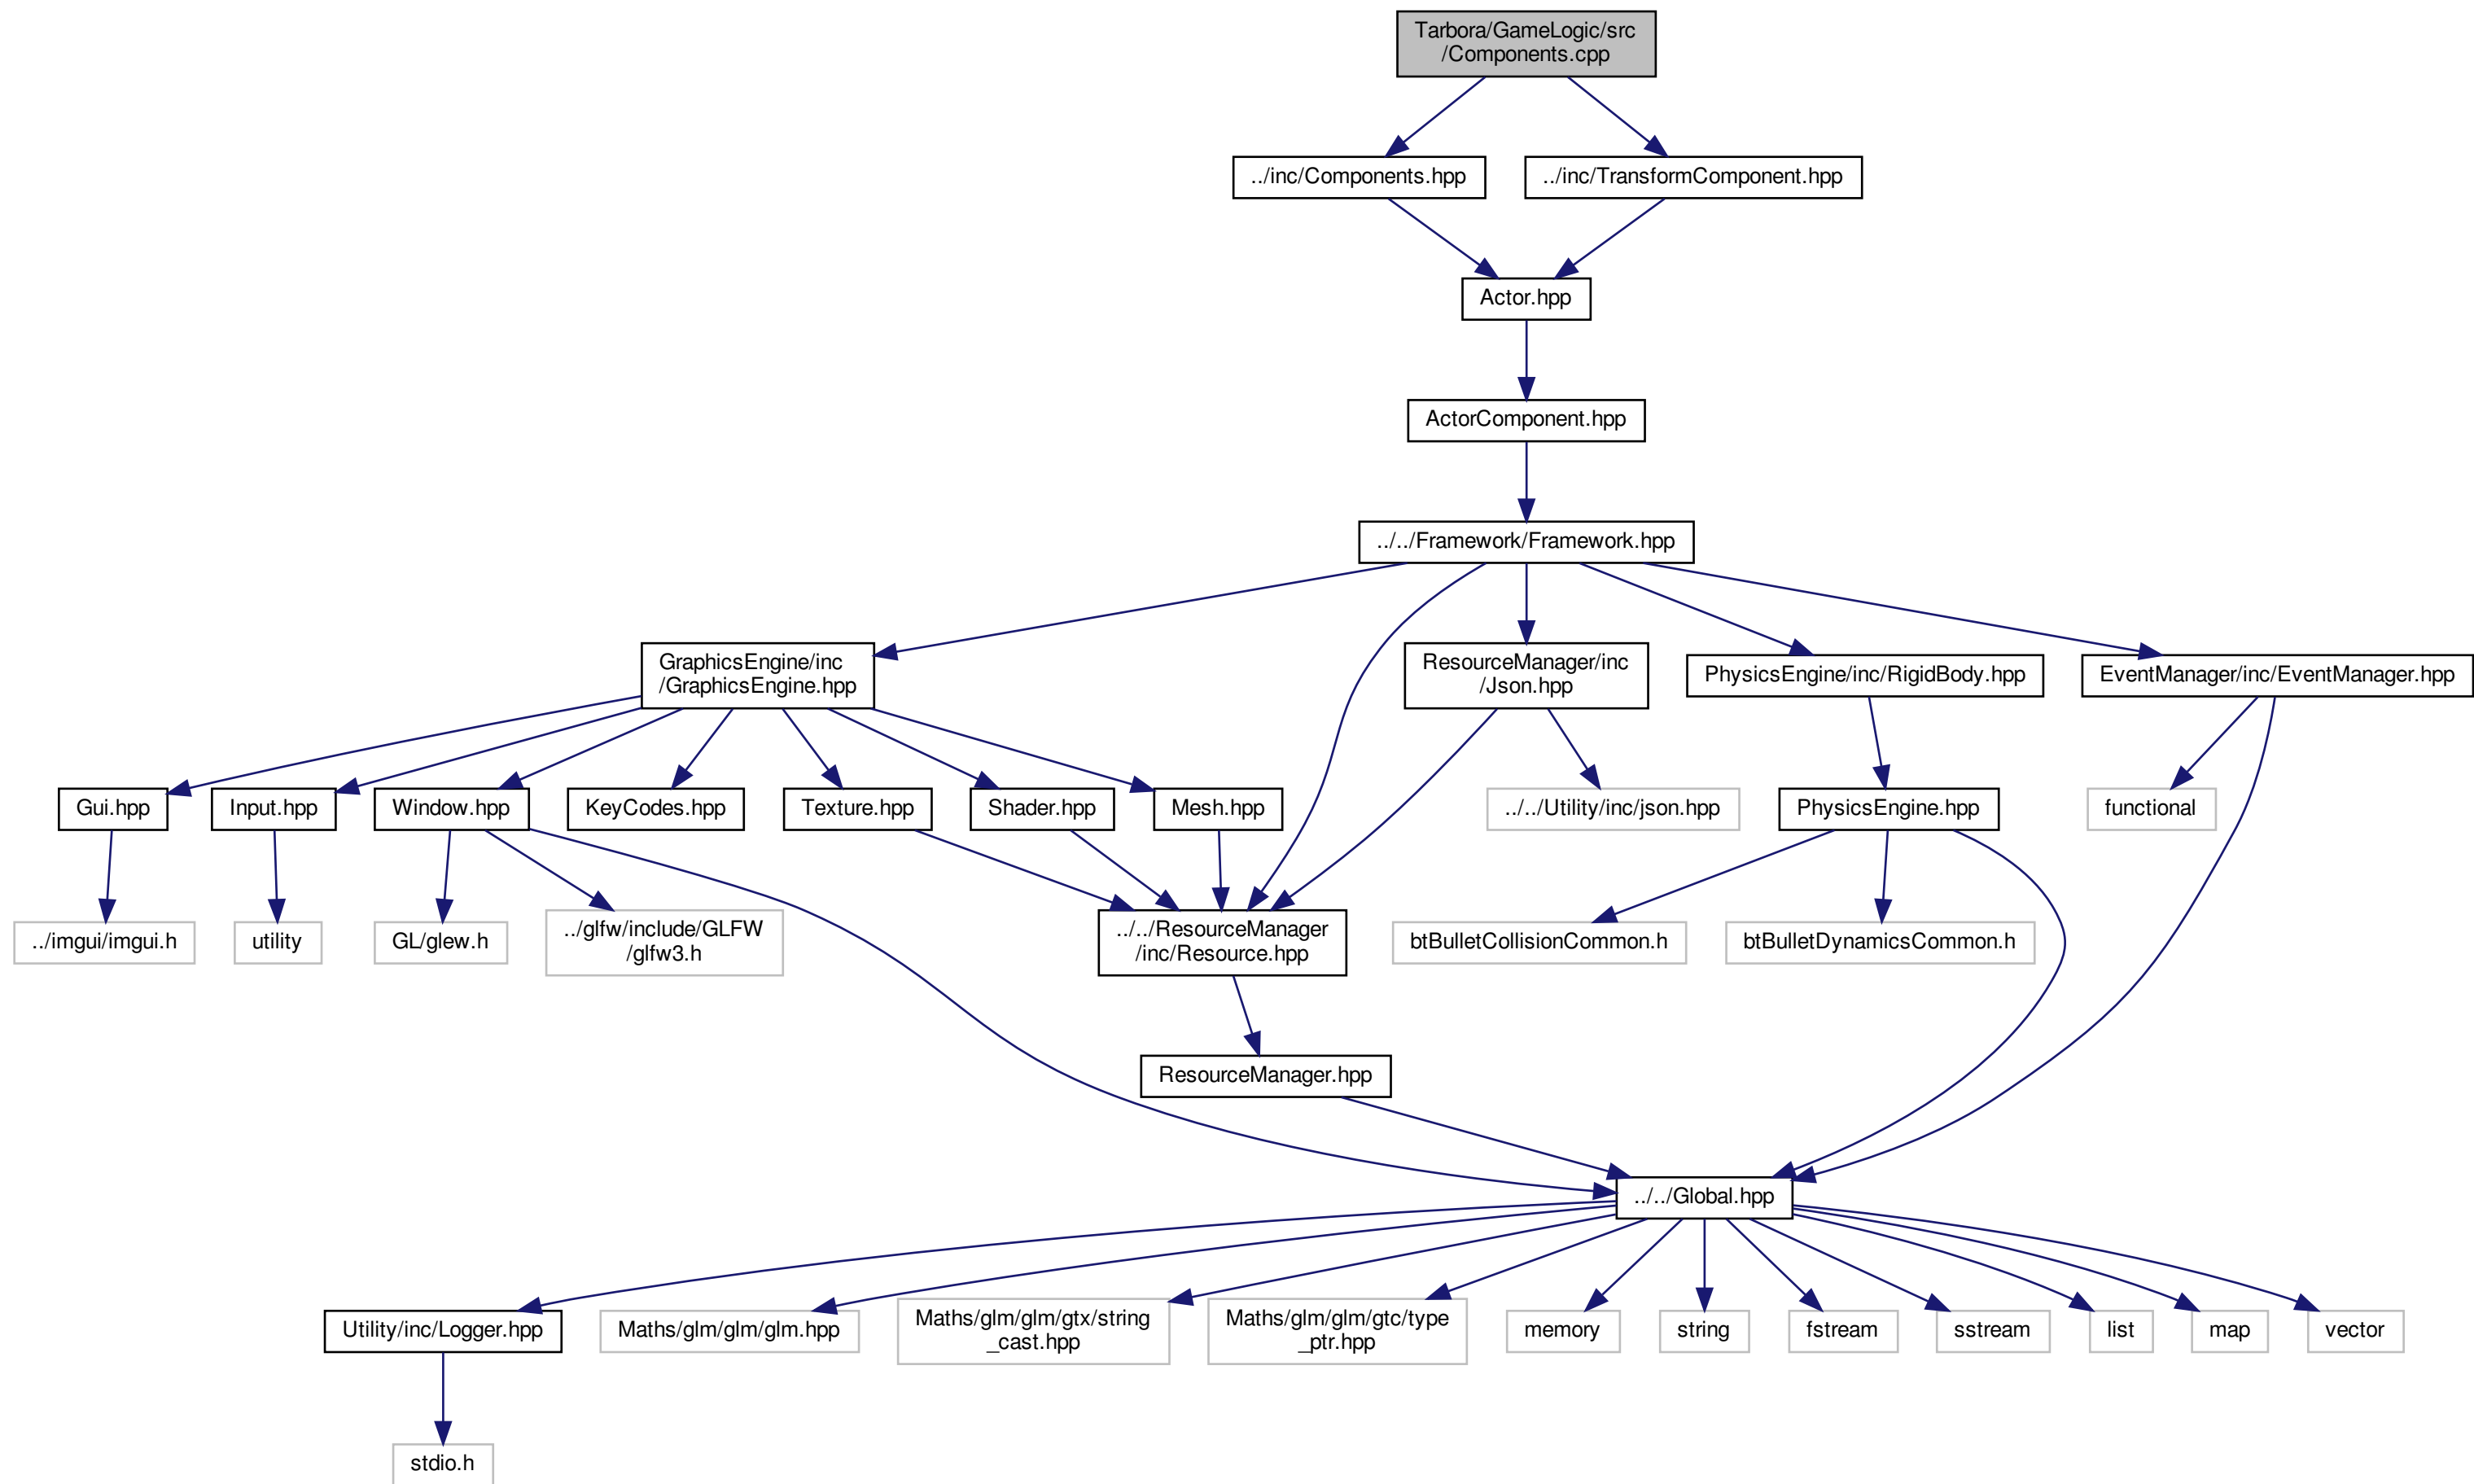 Tarbora/GameLogic/src
/Components.cpp
../inc/Components.hpp
../inc/TransformComponent.hpp
Actor.hpp
ActorComponent.hpp
../../Framework/Framework.hpp
GraphicsEngine/inc
/GraphicsEngine.hpp
ResourceManager/inc
/Json.hpp
PhysicsEngine/inc/RigidBody.hpp
EventManager/inc/EventManager.hpp
Gui.hpp
Input.hpp
Window.hpp
KeyCodes.hpp
Texture.hpp
Shader.hpp
Mesh.hpp
../../Utility/inc/json.hpp
PhysicsEngine.hpp
functional
../imgui/imgui.h
utility
GL/glew.h
../glfw/include/GLFW
/glfw3.h
../../ResourceManager
/inc/Resource.hpp
btBulletCollisionCommon.h
btBulletDynamicsCommon.h
ResourceManager.hpp
../../Global.hpp
Utility/inc/Logger.hpp
Maths/glm/glm/glm.hpp
Maths/glm/glm/gtx/string
_cast.hpp
Maths/glm/glm/gtc/type
_ptr.hpp
memory
string
fstream
sstream
list
map
vector
stdio.h